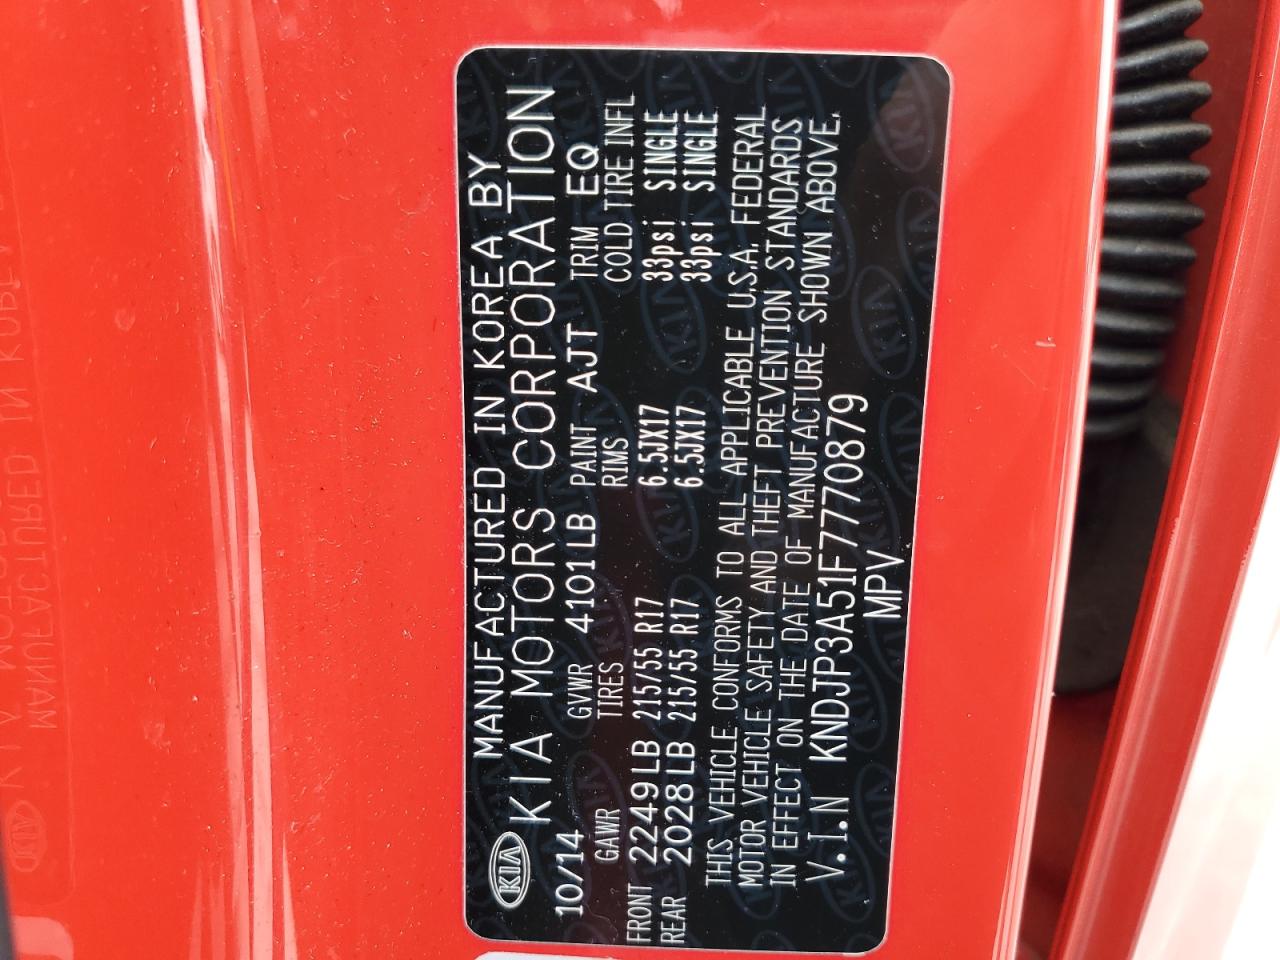 MANUFACTURED IN KOREA BY
KIA KIA MOTORS CORPORATION
10/14 GVWR 4101LB PAINT AJT TRIM EQ
GAWR TIRES RIMS COLD TIRE INFL
FRONT 2249LB 215/55 R17 6.5JX17 33psi SINGLE
REAR 2028LB 215/55 R17 6.5JX17 33psi SINGLE
THIS VEHICLE CONFORMS TO ALL APPLICABLE U.S.A. FEDERAL
MOTOR VEHICLE SAFETY AND THEFT PREVENTION STANDARDS
IN EFFECT ON THE DATE OF MANUFACTURE SHOWN ABOVE.
V.I.N KNDJP3A51F7770879
MPV